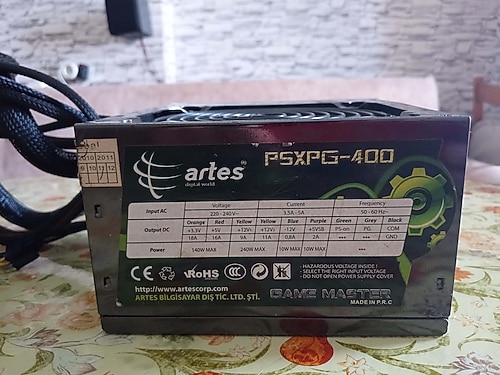 2010 2011
artes
digital world
PSXPG-400
Voltage Current Frequency
Input AC 220 - 240V~ 3.5A - 5A 50 - 60 Hz~
Orange Red Yellow Yellow Blue Purple Green Grey Black
Output DC +3.3V +5V +12V1 +12V2 -12V +5VSB PS-on PG. COM
18A 16A 9A 11A 0,8A 2A --- --- GND
Power 140W MAX 240W MAX 10W MAX 10W MAX ---
CE RoHS CCC
- HAZARDOUS VOLTAGE INSIDE !
- SELECT THE RIGHT INPUT VOLTAGE
- DO NOT OPEN POWER SUPPLY COVER
http://www.artescorp.com
ARTES BİLGİSAYAR DIŞ TİC. LTD. ŞTİ.
GAME MASTER
MADE IN P.R.C